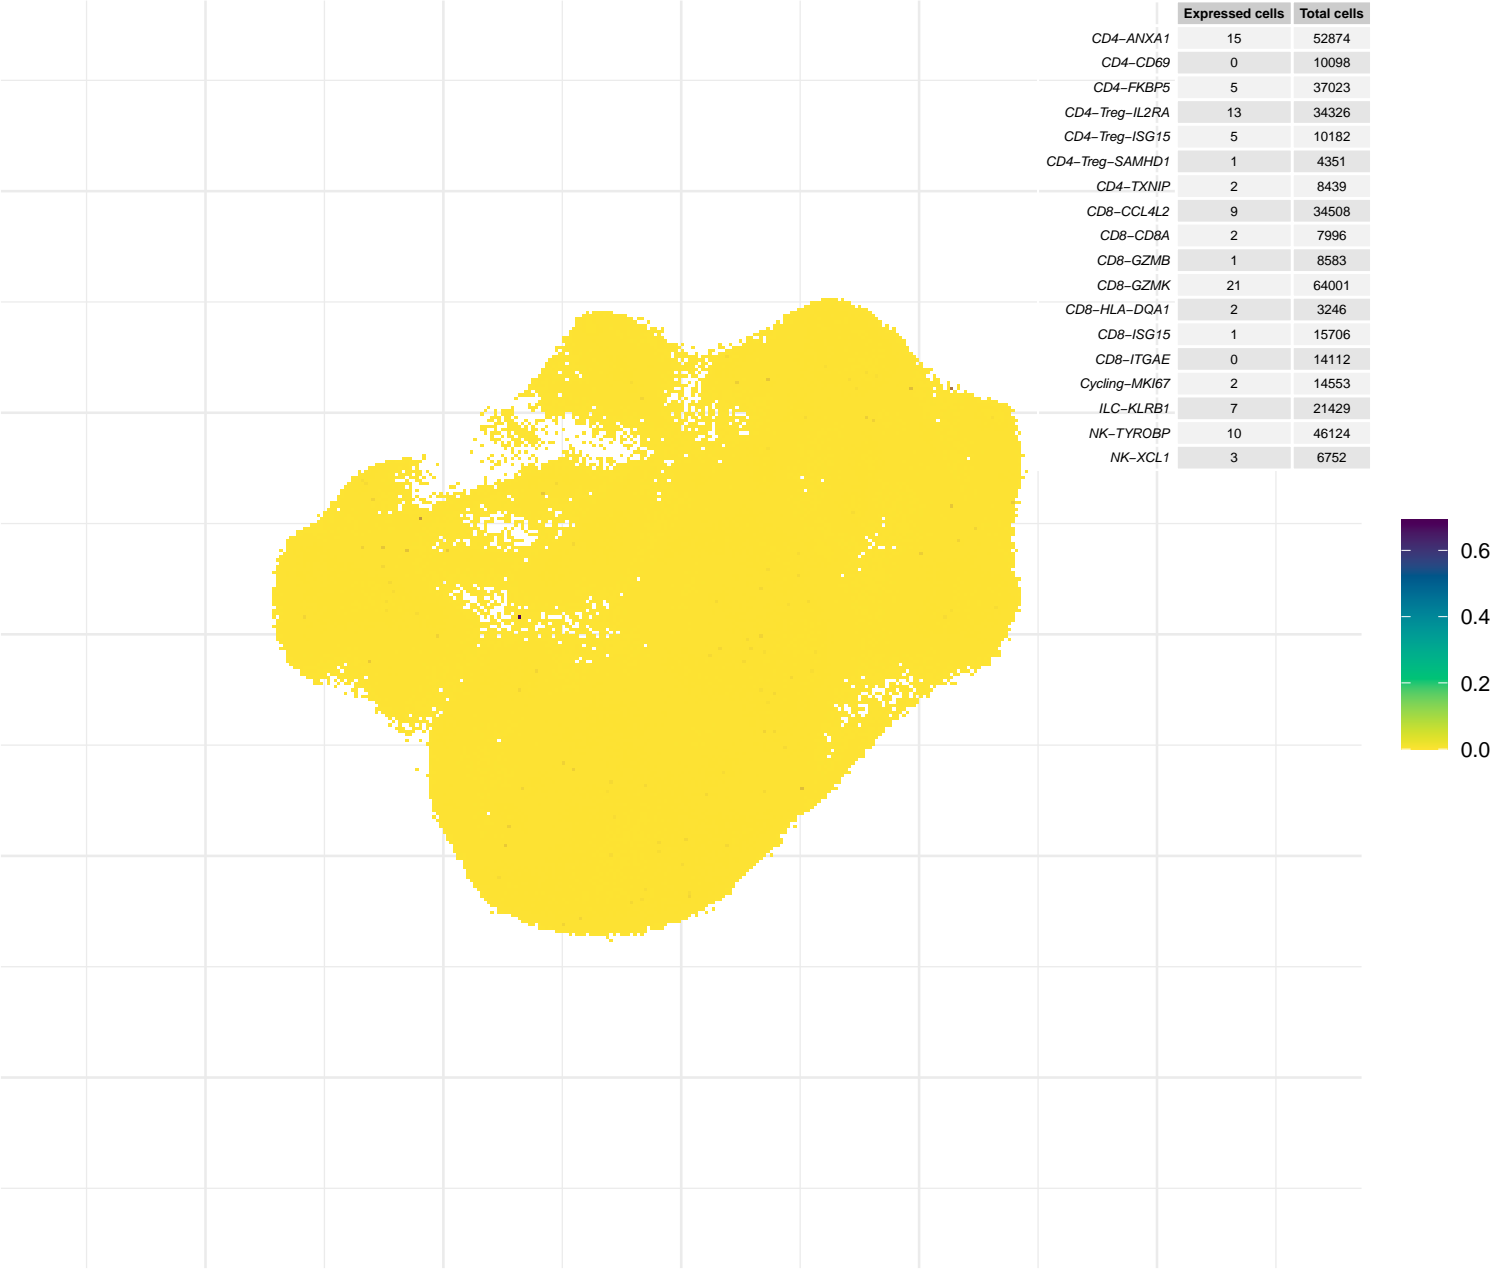 Expressed cells Total cells
CD4−ANXA1 15 52874
CD4−CD69 0 10098
CD4−FKBP5 5 37023
CD4−Treg−IL2RA 13 34326
CD4−Treg−ISG15 5 10182
CD4−Treg−SAMHD1 1 4351
CD4−TXNIP 2 8439
CD8−CCL4L2 9 34508
CD8−CD8A 2 7996
CD8−GZMB 1 8583
CD8−GZMK 21 64001
CD8−HLA−DQA1 2 3246
CD8−ISG15 1 15706
CD8−ITGAE 0 14112
Cycling−MKI67 2 14553
ILC−KLRB1 7 21429
NK−TYROBP 10 46124
NK−XCL1 3 6752
0.6
0.4
0.2
0.0